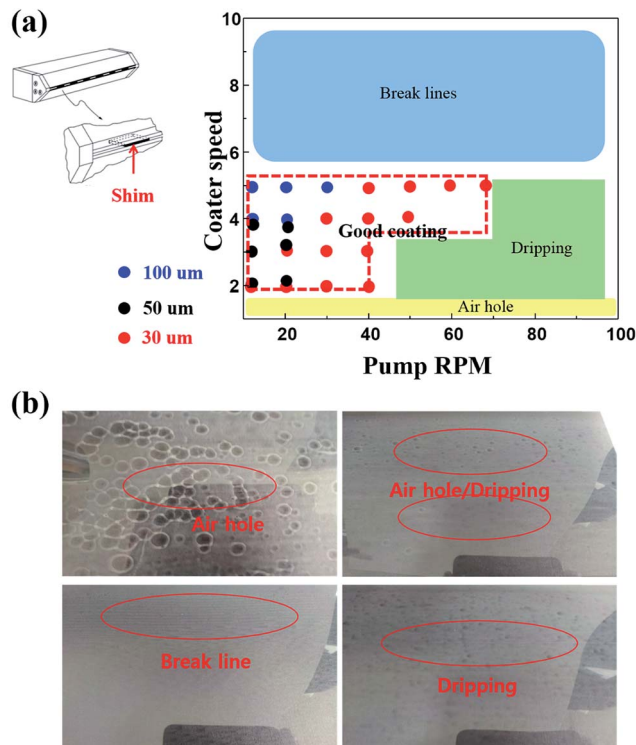 (a)
Shim
100 um
50 um
30 um
Coater speed
10
8
6
4
2
Break lines
Good coating
Dripping
Air hole
20
40
60
80
100
Pump RPM
(b)
Air hole
Air hole/Dripping
Break line
Dripping